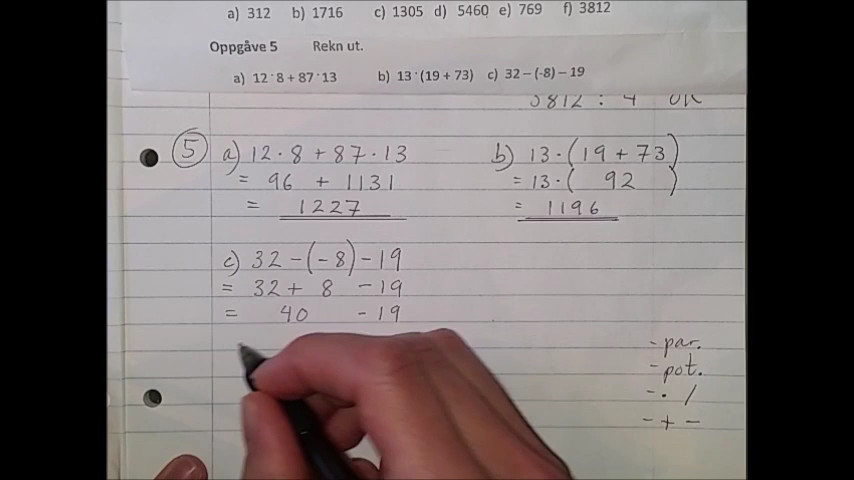 a) 312 b) 1716 c) 1305 d) 5460 e) 769 f) 3812
Oppgåve 5 Rekn ut.
a) 12·8 + 87·13 b) 13·(19 + 73) c) 32 – (-8) – 19
3812 : 4 OK
5 a) 12·8 + 87·13 b) 13·(19 + 73)
= 96 + 1131 = 13·( 92 )
= 1227 = 1196
c) 32 - (-8) - 19
= 32 + 8 - 19
= 40 - 19
- par.
- pot.
- · /
- + -